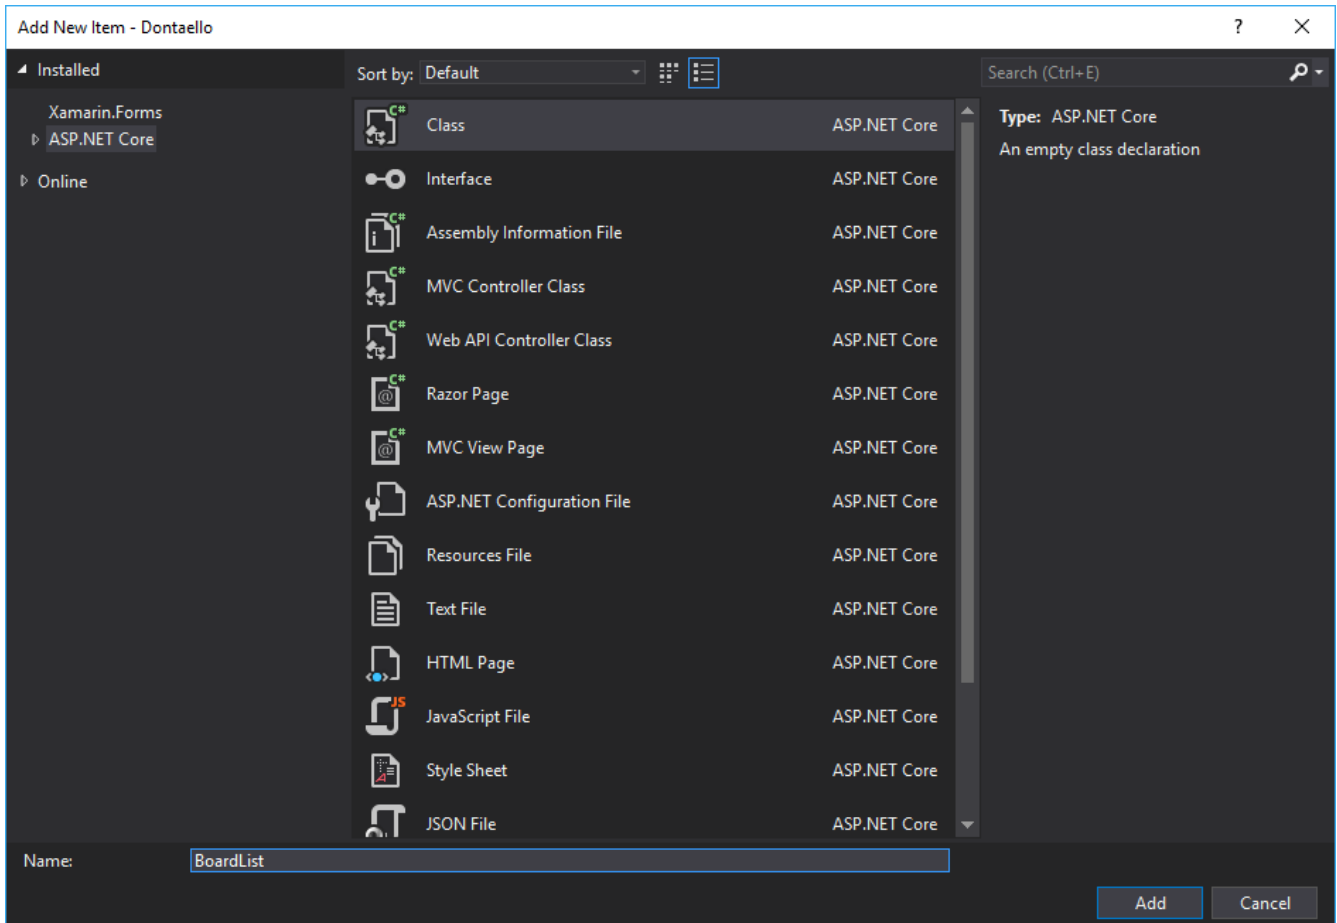 Add New Item - Dontaello
?
Installed
Xamarin.Forms
ASP.NET Core
Online
Sort by: Default
Class ASP.NET Core
Interface ASP.NET Core
Assembly Information File ASP.NET Core
MVC Controller Class ASP.NET Core
Web API Controller Class ASP.NET Core
Razor Page ASP.NET Core
MVC View Page ASP.NET Core
ASP.NET Configuration File ASP.NET Core
Resources File ASP.NET Core
Text File ASP.NET Core
HTML Page ASP.NET Core
JavaScript File ASP.NET Core
Style Sheet ASP.NET Core
JSON File ASP.NET Core
Search (Ctrl+E)
Type: ASP.NET Core
An empty class declaration
Name: BoardList
Add Cancel